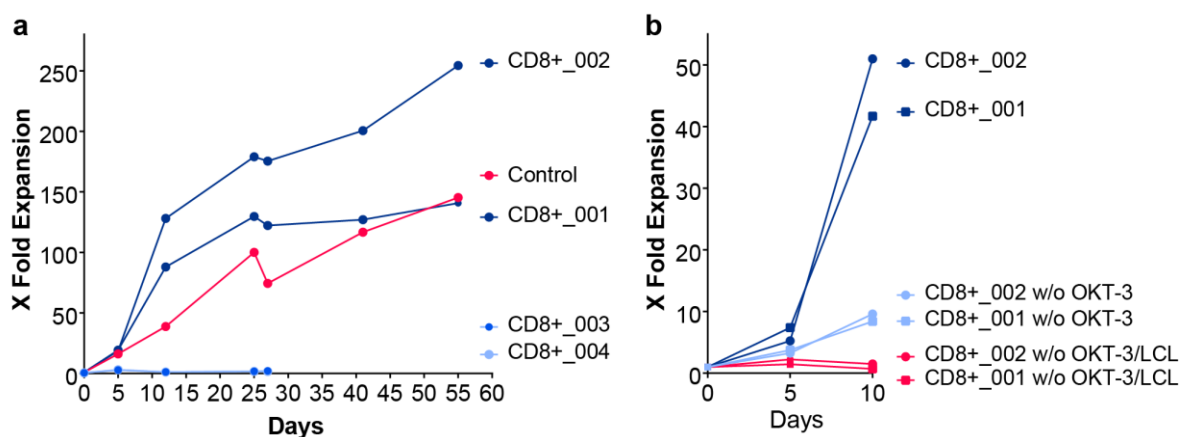 a
X Fold Expansion
250
200
150
100
50
0
0 5 10 15 20 25 30 35 40 45 50 55 60
Days
CD8+_002
Control
CD8+_001
CD8+_003
CD8+_004
b
X Fold Expansion
50
40
30
20
10
0
0 5 10
Days
CD8+_002
CD8+_001
CD8+_002 w/o OKT-3
CD8+_001 w/o OKT-3
CD8+_002 w/o OKT-3/LCL
CD8+_001 w/o OKT-3/LCL